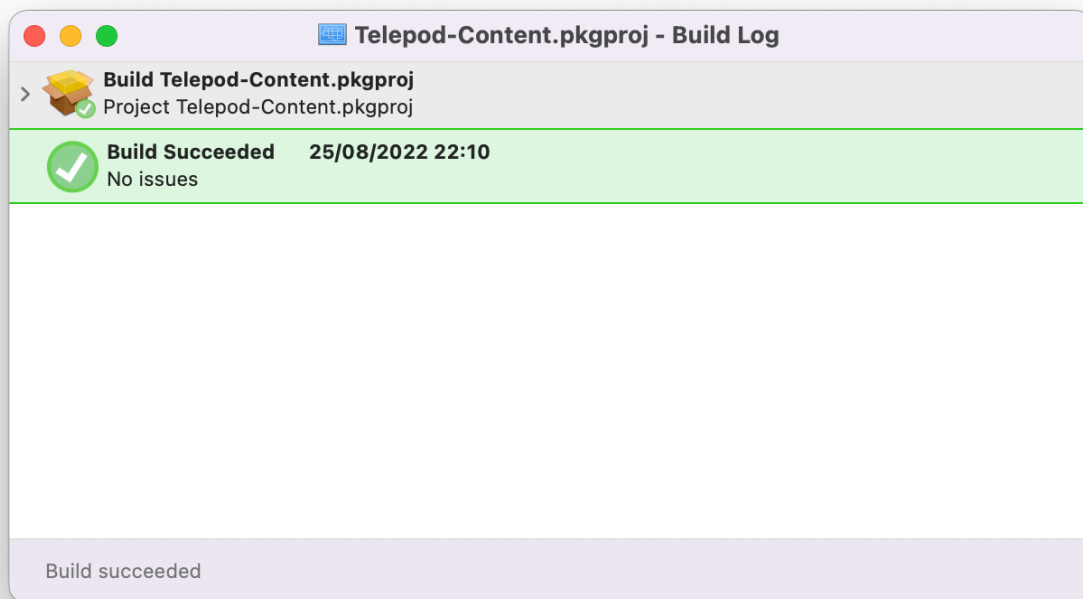 Telepod-Content.pkgproj - Build Log
Build Telepod-Content.pkgproj
Project Telepod-Content.pkgproj
Build Succeeded 25/08/2022 22:10
No issues
Build succeeded